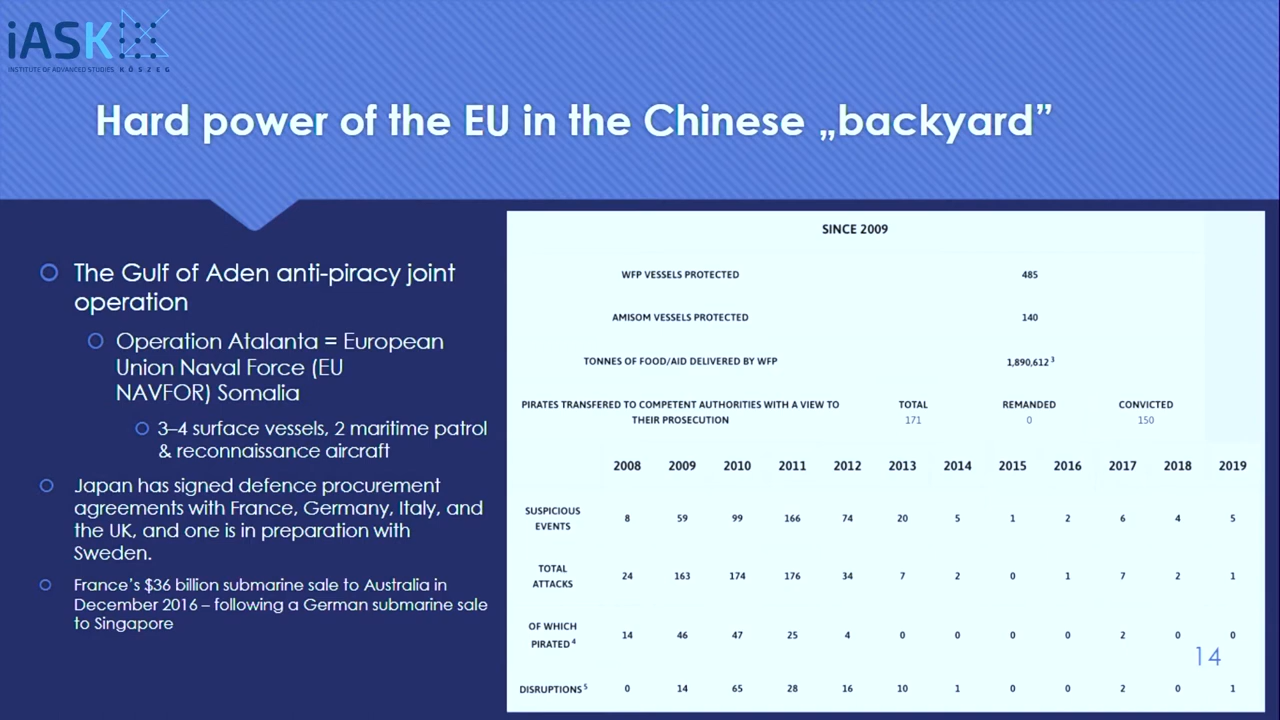 iASK
INSTITUTE OF ADVANCED STUDIES KŐSZEG
Hard power of the EU in the Chinese „backyard”
The Gulf of Aden anti-piracy joint
operation
Operation Atalanta = European
Union Naval Force (EU
NAVFOR) Somalia
3–4 surface vessels, 2 maritime patrol
& reconnaissance aircraft
Japan has signed defence procurement
agreements with France, Germany, Italy, and
the UK, and one is in preparation with
Sweden.
France’s $36 billion submarine sale to Australia in
December 2016 – following a German submarine sale
to Singapore
SINCE 2009
WFP VESSELS PROTECTED 485
AMISOM VESSELS PROTECTED 140
TONNES OF FOOD/AID DELIVERED BY WFP 1,890,612 3
PIRATES TRANSFERED TO COMPETENT AUTHORITIES WITH A VIEW TO TOTAL REMANDED CONVICTED
THEIR PROSECUTION 171 0 150
2008 2009 2010 2011 2012 2013 2014 2015 2016 2017 2018 2019
SUSPICIOUS
EVENTS 8 59 99 166 74 20 5 1 2 6 4 5
TOTAL
ATTACKS 24 163 174 176 34 7 2 0 1 7 2 1
OF WHICH
PIRATED 4 14 46 47 25 4 0 0 0 0 2 0 0
DISRUPTIONS 5 0 14 65 28 16 10 1 0 0 2 0 1
14